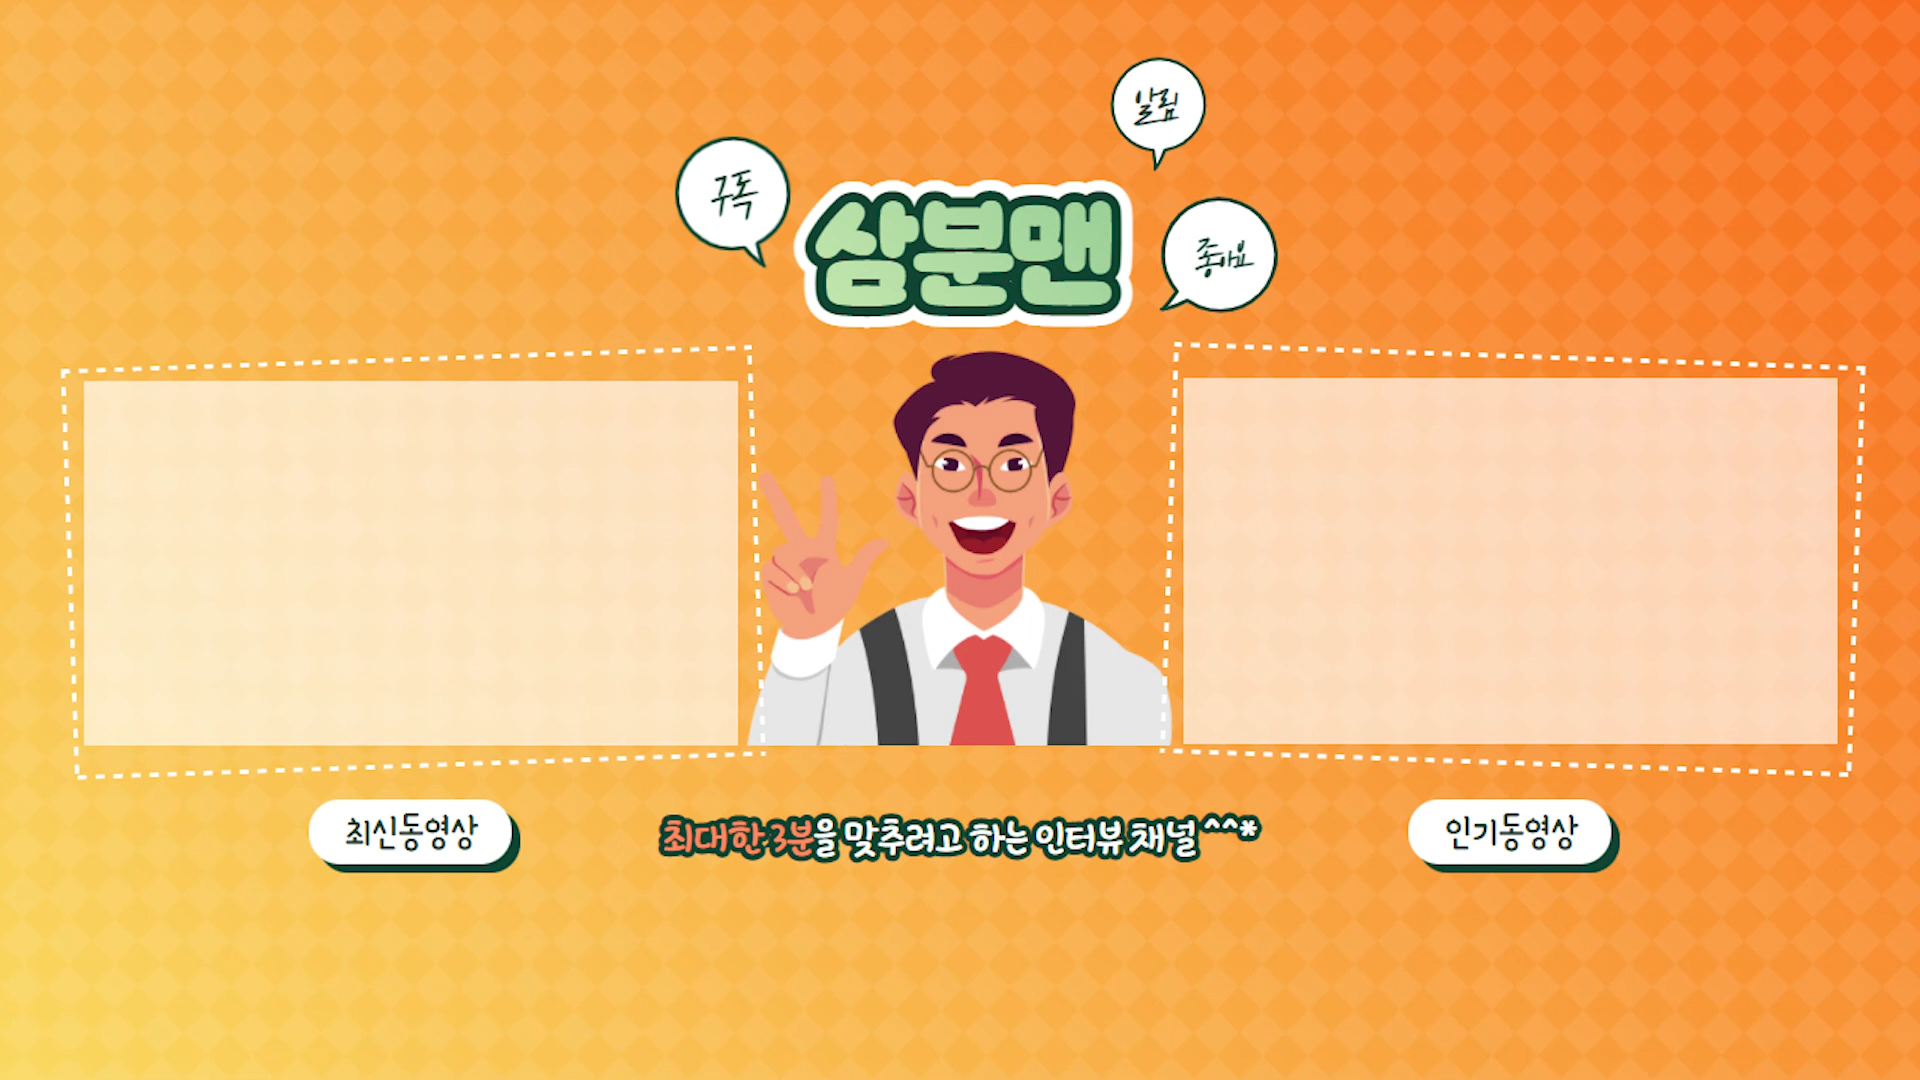 알림
구독
삼분맨
좋아요
최신동영상
최대한 3분을 맞추려고 하는 인터뷰 채널 ^^*
인기동영상